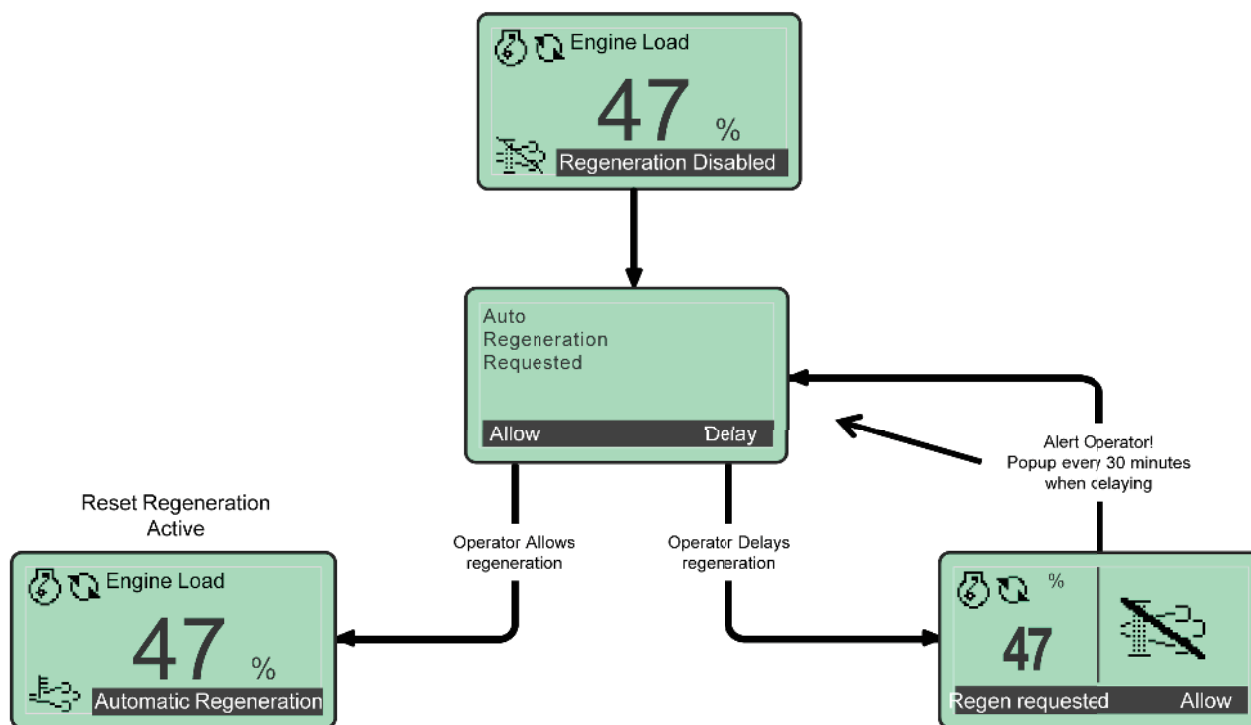 Engine Load
47 %
Regeneration Disabled
Auto
Regeneration
Requested
Allow Delay
Alert Operator!
Popup every 30 minutes
when delaying
Reset Regeneration
Active
Operator Allows
regeneration
Operator Delays
regeneration
Engine Load
47 %
Automatic Regeneration
%
47
Regen requested Allow